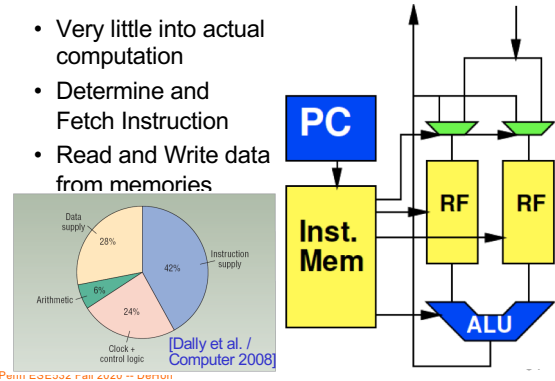 • Very little into actual
computation
• Determine and
Fetch Instruction
• Read and Write data
from memories
Data
supply
28%
Instruction
supply
42%
Arithmetic
6%
24%
Clock +
control logic
[Dally et al. /
Computer 2008]
PC
Inst.
Mem
RF
RF
ALU
Penn ESE532 Fall 2020 -- DeHon